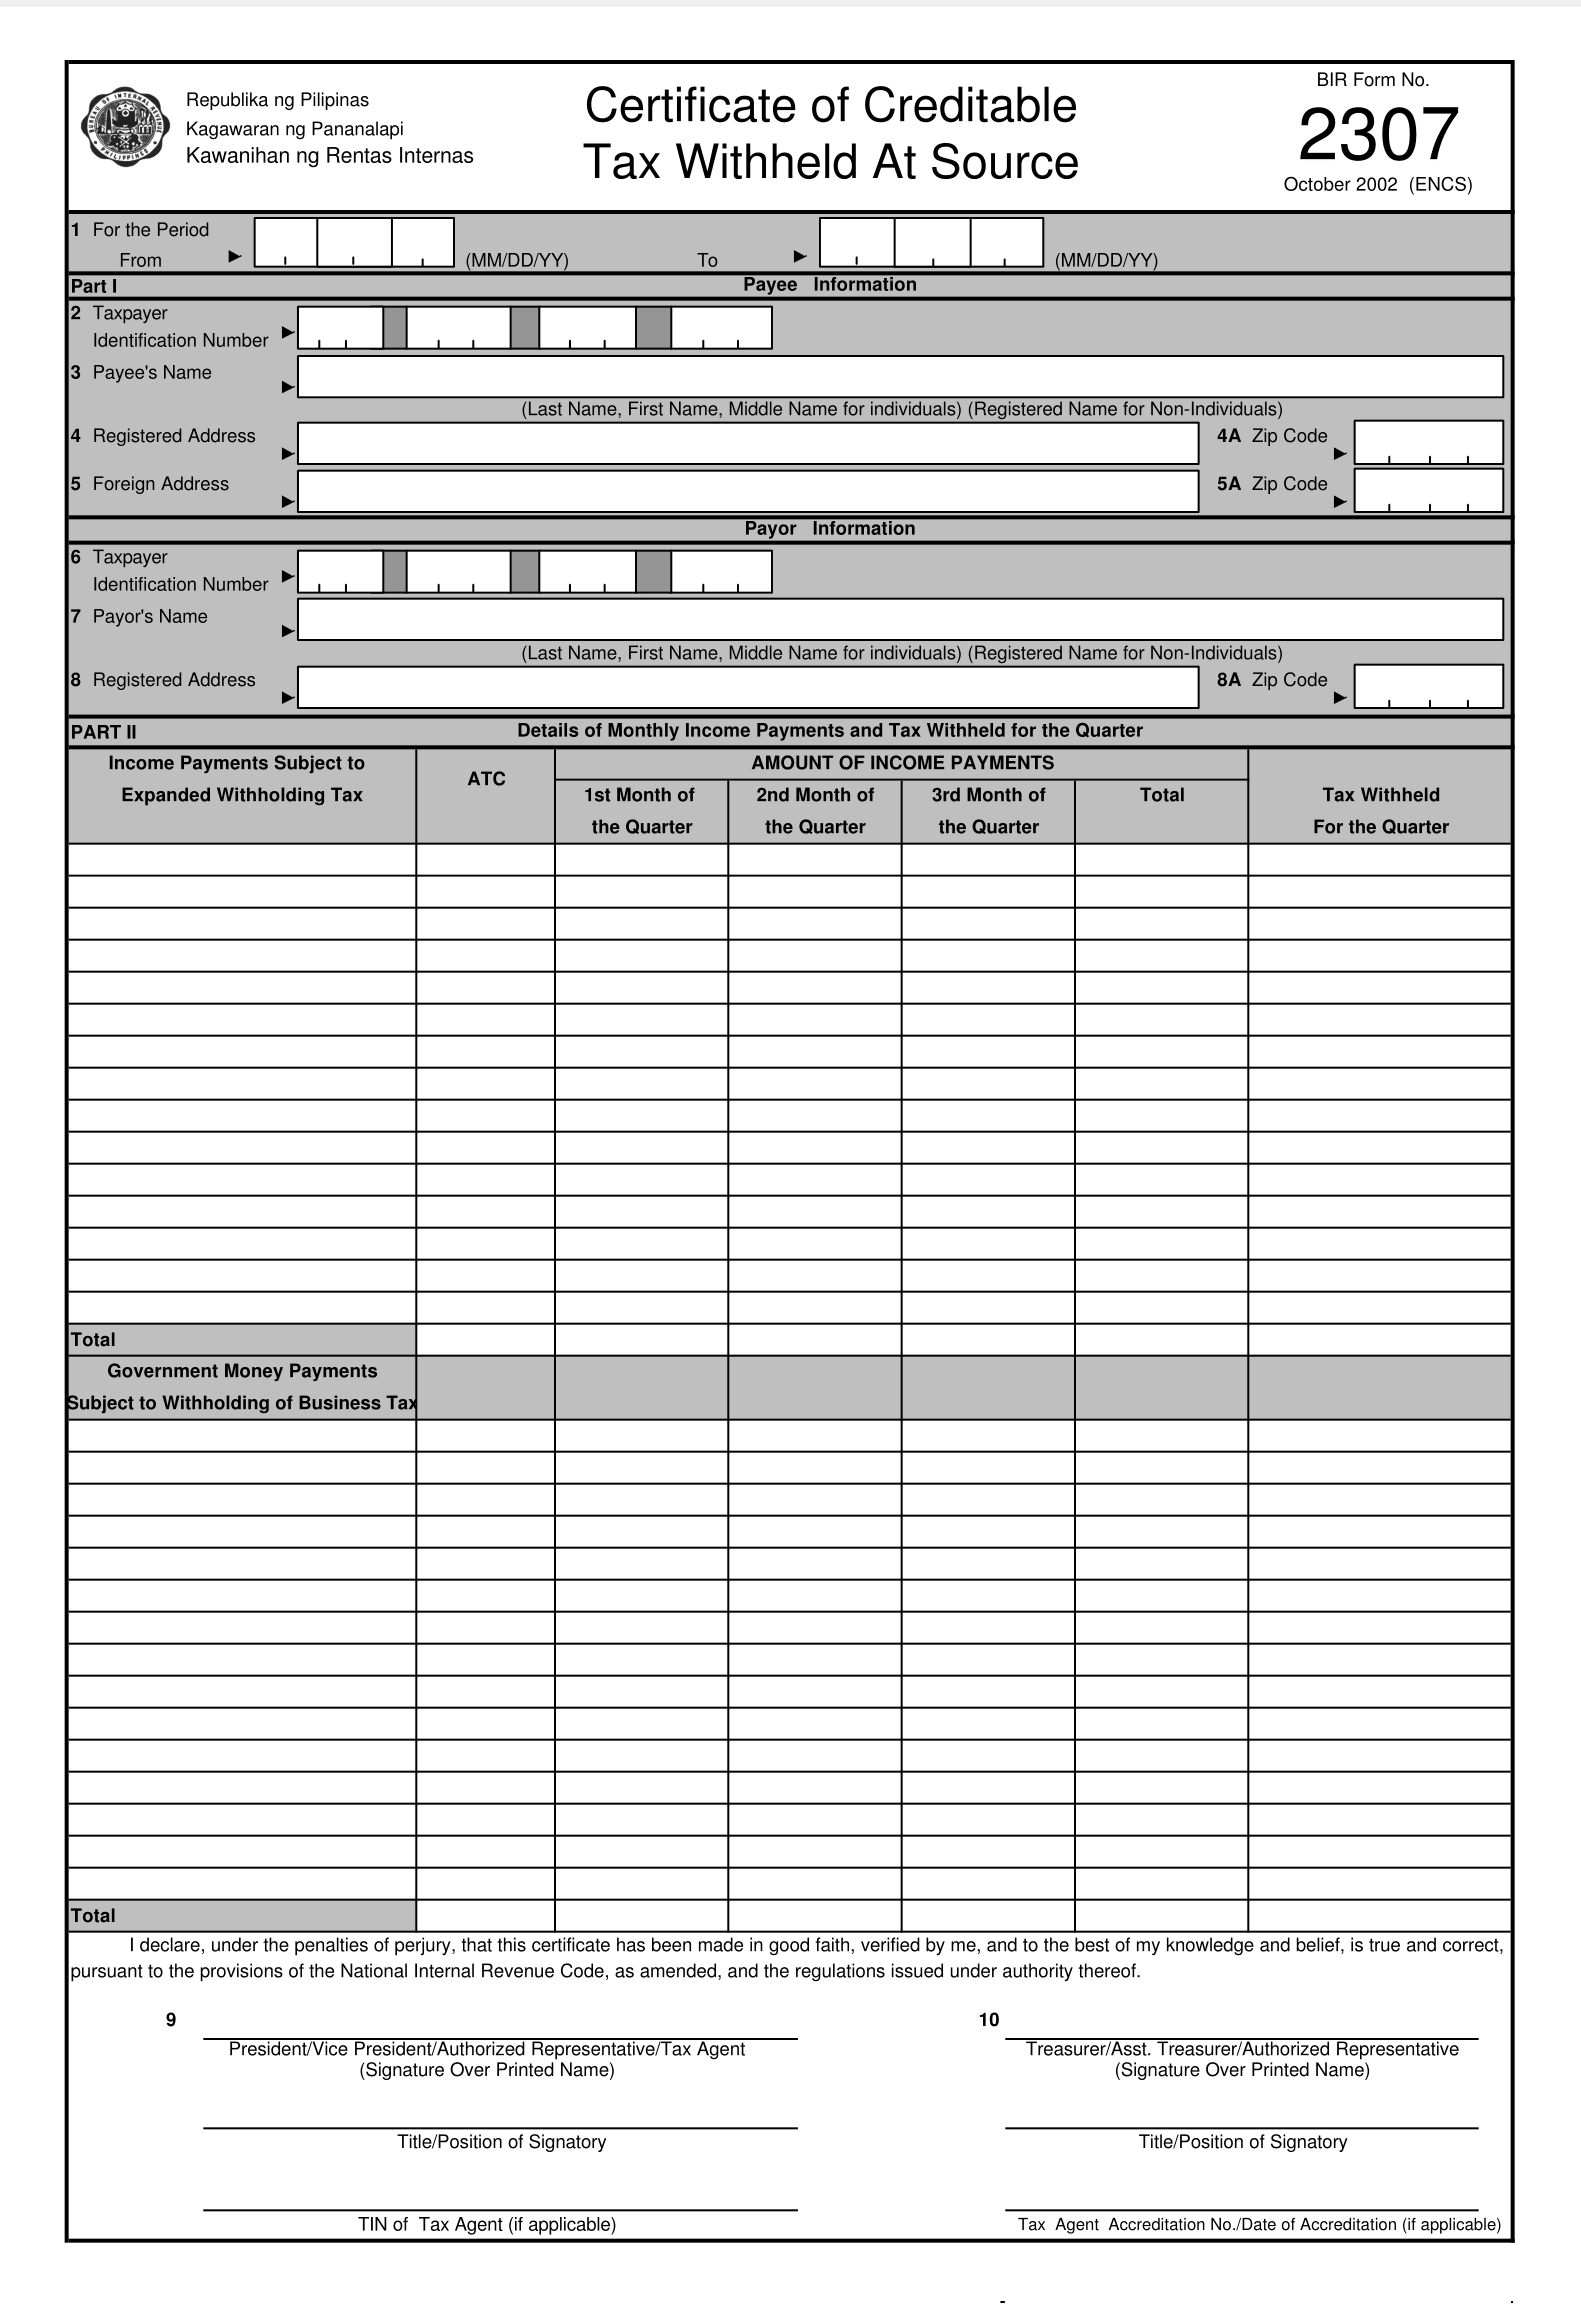 Republika ng Pilipinas
Kagawaran ng Pananalapi
Kawanihan ng Rentas Internas
Certificate of Creditable
Tax Withheld At Source
BIR Form No.
2307
October 2002 (ENCS)
1 For the Period
From (MM/DD/YY) To (MM/DD/YY)
Part I Payee Information
2 Taxpayer
Identification Number
3 Payee's Name
(Last Name, First Name, Middle Name for individuals) (Registered Name for Non-Individuals)
4 Registered Address 4A Zip Code
5 Foreign Address 5A Zip Code
Payor Information
6 Taxpayer
Identification Number
7 Payor's Name
(Last Name, First Name, Middle Name for individuals) (Registered Name for Non-Individuals)
8 Registered Address 8A Zip Code
PART II Details of Monthly Income Payments and Tax Withheld for the Quarter
Income Payments Subject to
Expanded Withholding Tax
ATC
AMOUNT OF INCOME PAYMENTS
1st Month of
the Quarter
2nd Month of
the Quarter
3rd Month of
the Quarter
Total
Tax Withheld
For the Quarter
Total
Government Money Payments
Subject to Withholding of Business Tax
Total
I declare, under the penalties of perjury, that this certificate has been made in good faith, verified by me, and to the best of my knowledge and belief, is true and correct,
pursuant to the provisions of the National Internal Revenue Code, as amended, and the regulations issued under authority thereof.
9
President/Vice President/Authorized Representative/Tax Agent
(Signature Over Printed Name)
10
Treasurer/Asst. Treasurer/Authorized Representative
(Signature Over Printed Name)
Title/Position of Signatory
Title/Position of Signatory
TIN of Tax Agent (if applicable)
Tax Agent Accreditation No./Date of Accreditation (if applicable)